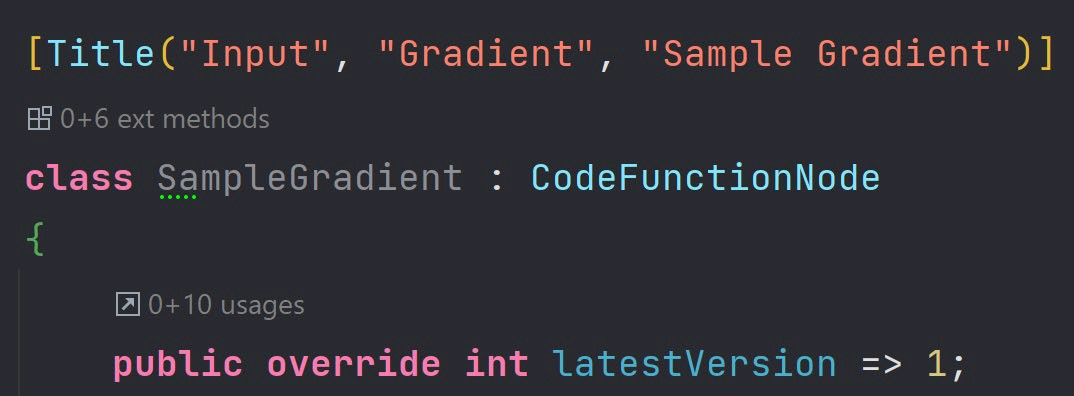 [Title("Input", "Gradient", "Sample Gradient")]
0+6 ext methods
class SampleGradient : CodeFunctionNode
{
0+10 usages
public override int latestVersion => 1;